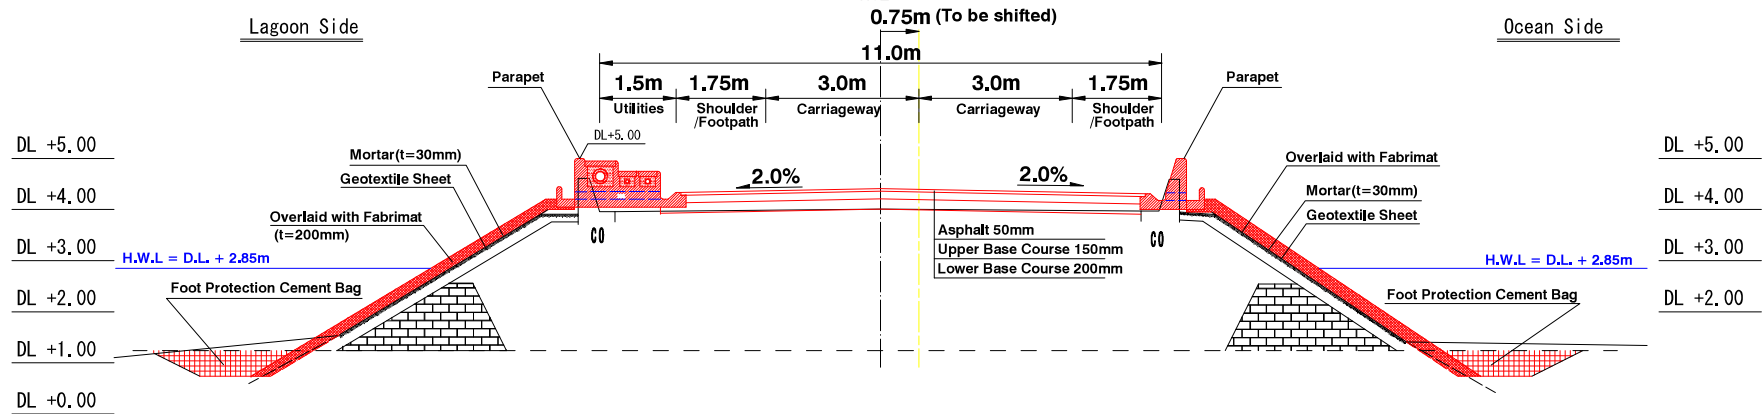 0.75m (To be shifted)
Lagoon Side
Ocean Side
11.0m
Parapet
1.5m
1.75m
3.0m
3.0m
1.75m
Parapet
Utilities
Shoulder
/Footpath
Carriageway
Carriageway
Shoulder
/Footpath
DL+5.00
DL +5.00
DL +5.00
Mortar(t=30mm)
Overlaid with Fabrimat
Geotextile Sheet
2.0%
2.0%
Mortar(t=30mm)
DL +4.00
DL +4.00
Overlaid with Fabrimat
(t=200mm)
Geotextile Sheet
CO
Asphalt 50mm
CO
DL +3.00
Upper Base Course 150mm
DL +3.00
H.W.L = D.L. + 2.85m
Lower Base Course 200mm
H.W.L = D.L. + 2.85m
DL +2.00
Foot Protection Cement Bag
Foot Protection Cement Bag
DL +2.00
DL +1.00
DL +0.00